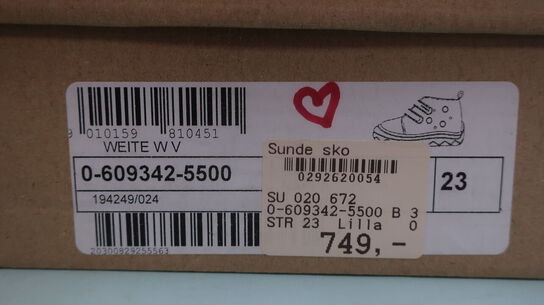 9 010159 810451
WEITE W V
0-609342-5500
194249/024
20300829255563
23
Sunde sko
0292620054
SU 020 672
0-609342-5500 B 3
STR 23 Lilla 0
749,-